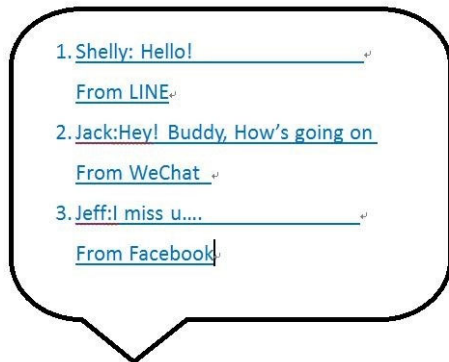 1. Shelly: Hello!
From LINE
2. Jack:Hey! Buddy, How's going on
From WeChat
3. Jeff:I miss u....
From Facebook